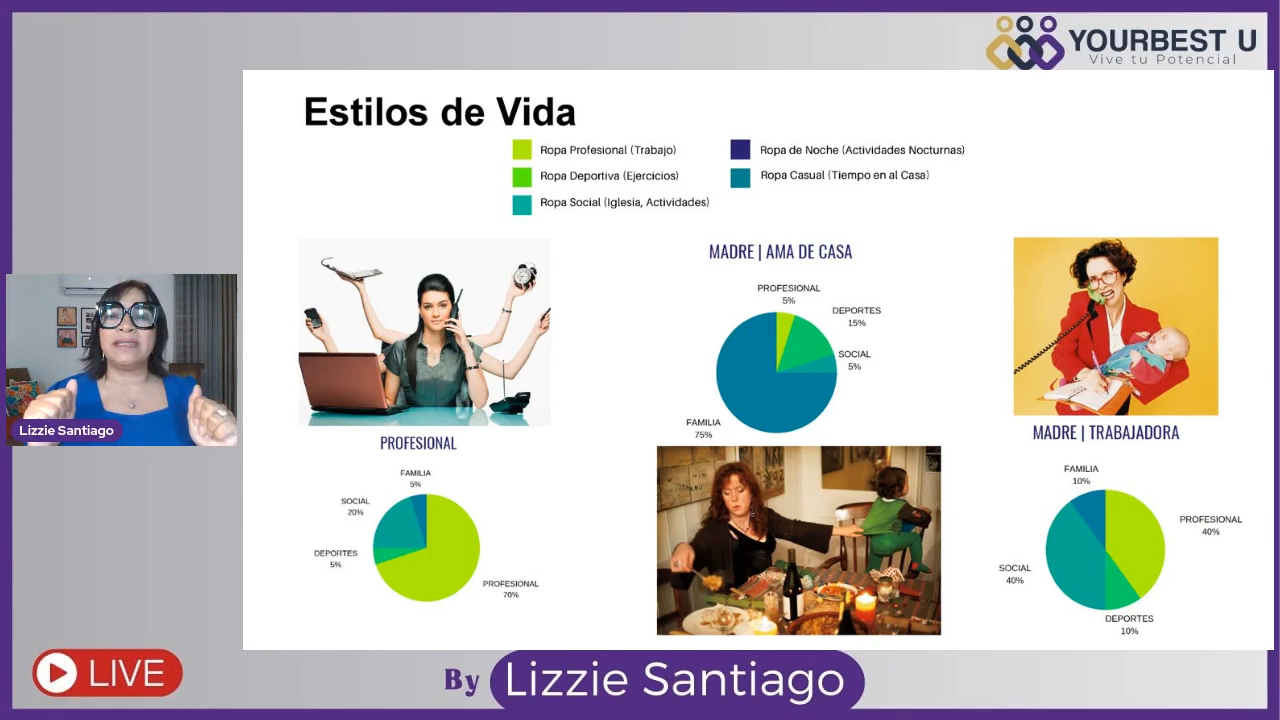 YOURBEST U
Vive tu Potencial
Estilos de Vida
Ropa Profesional (Trabajo)
Ropa Deportiva (Ejercicios)
Ropa Social (Iglesia, Actividades)
Ropa de Noche (Actividades Nocturnas)
Ropa Casual (Tiempo en al Casa)
PROFESIONAL
FAMILIA
5%
SOCIAL
20%
DEPORTES
5%
PROFESIONAL
70%
MADRE | AMA DE CASA
PROFESIONAL
5%
DEPORTES
15%
SOCIAL
5%
FAMILIA
75%
MADRE | TRABAJADORA
FAMILIA
10%
PROFESIONAL
40%
SOCIAL
40%
DEPORTES
10%
Lizzie Santiago
LIVE
By Lizzie Santiago